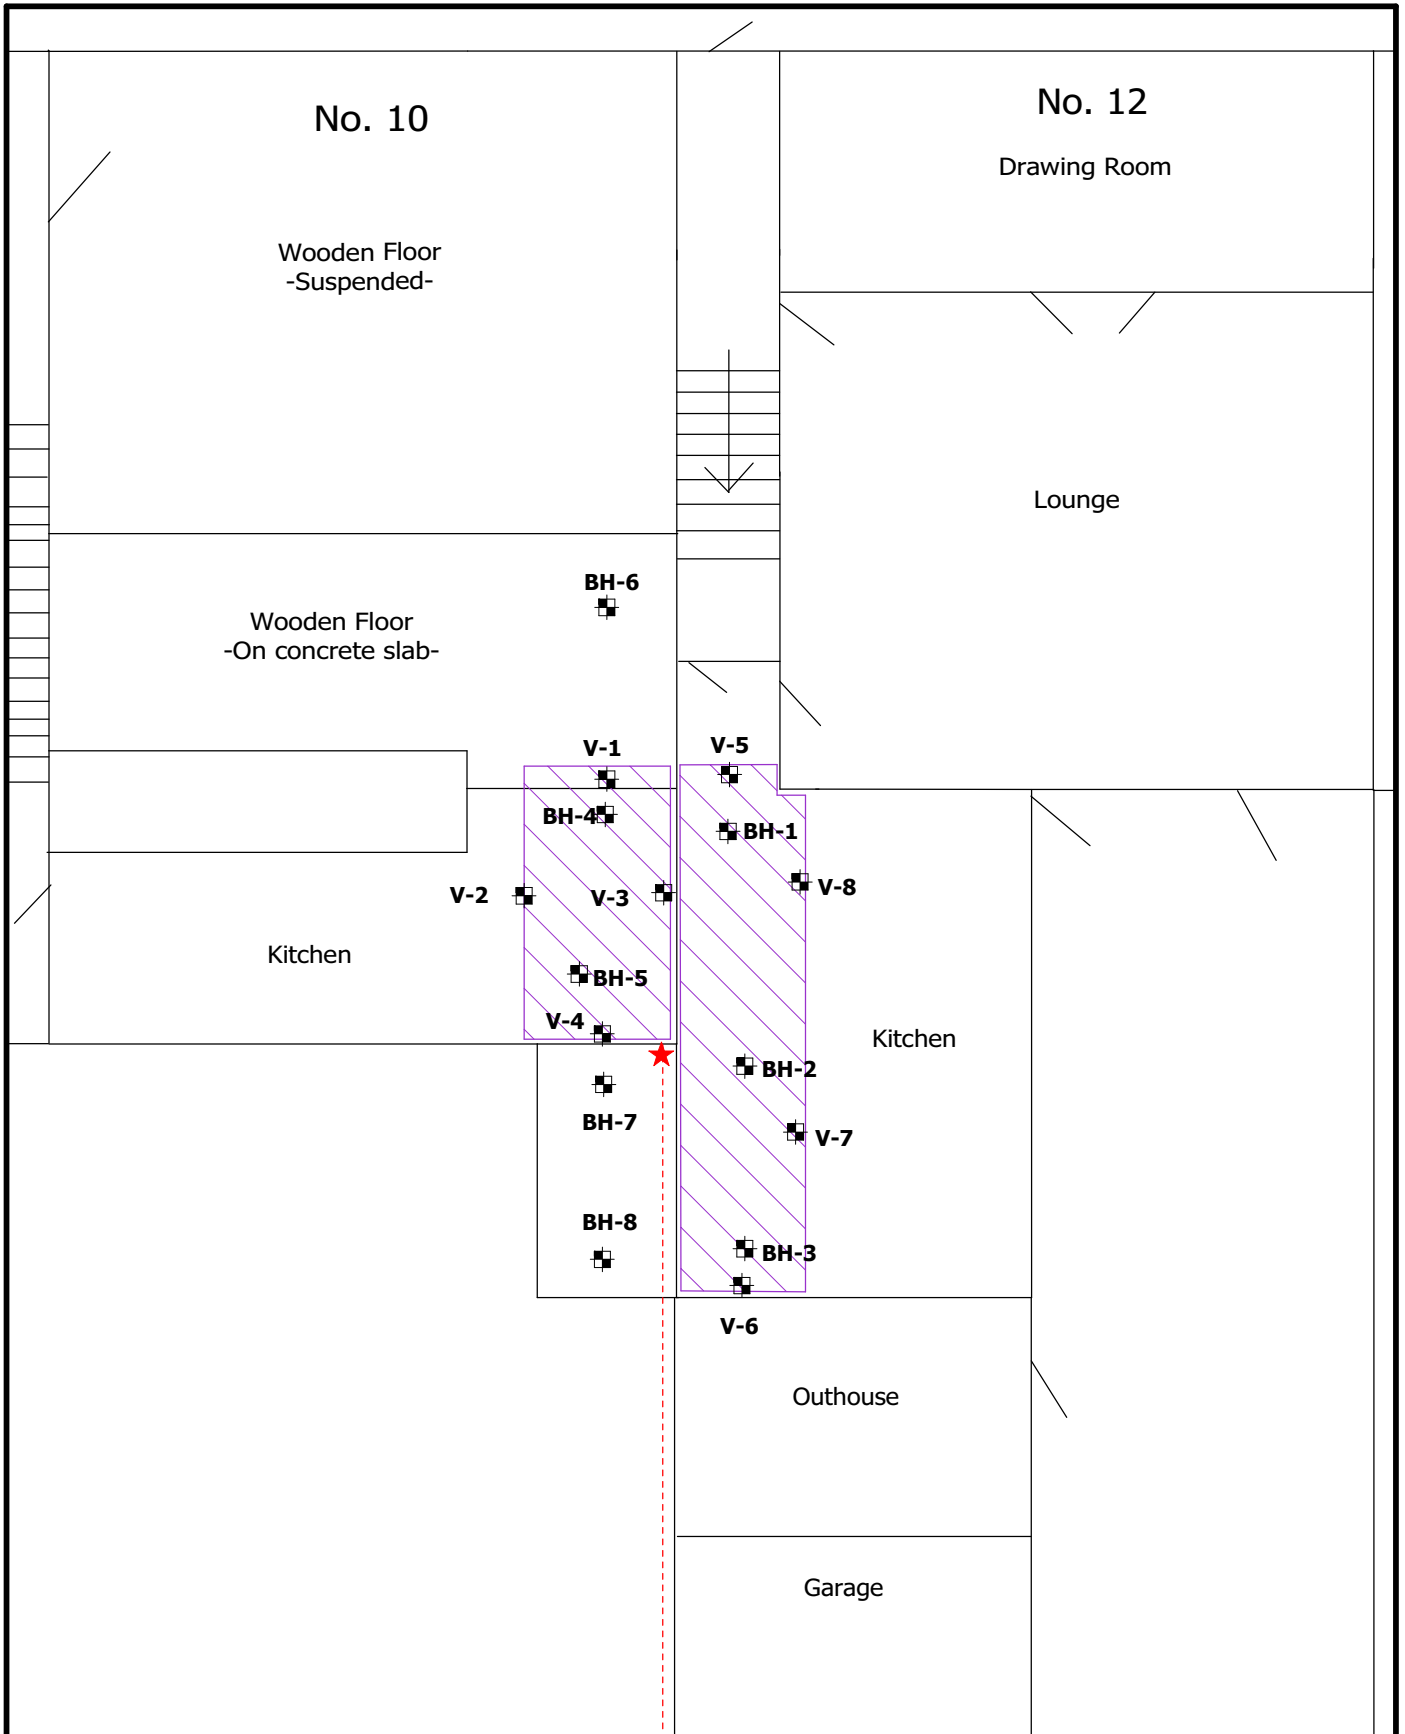 No. 10
No. 12
Drawing Room
Wooden Floor
-Suspended-
Lounge
BH-6
Wooden Floor
-On concrete slab-
V-1
V-5
BH-4
BH-1
V-2
V-3
V-8
Kitchen
BH-5
V-4
Kitchen
BH-2
BH-7
V-7
BH-8
BH-3
V-6
Outhouse
Garage